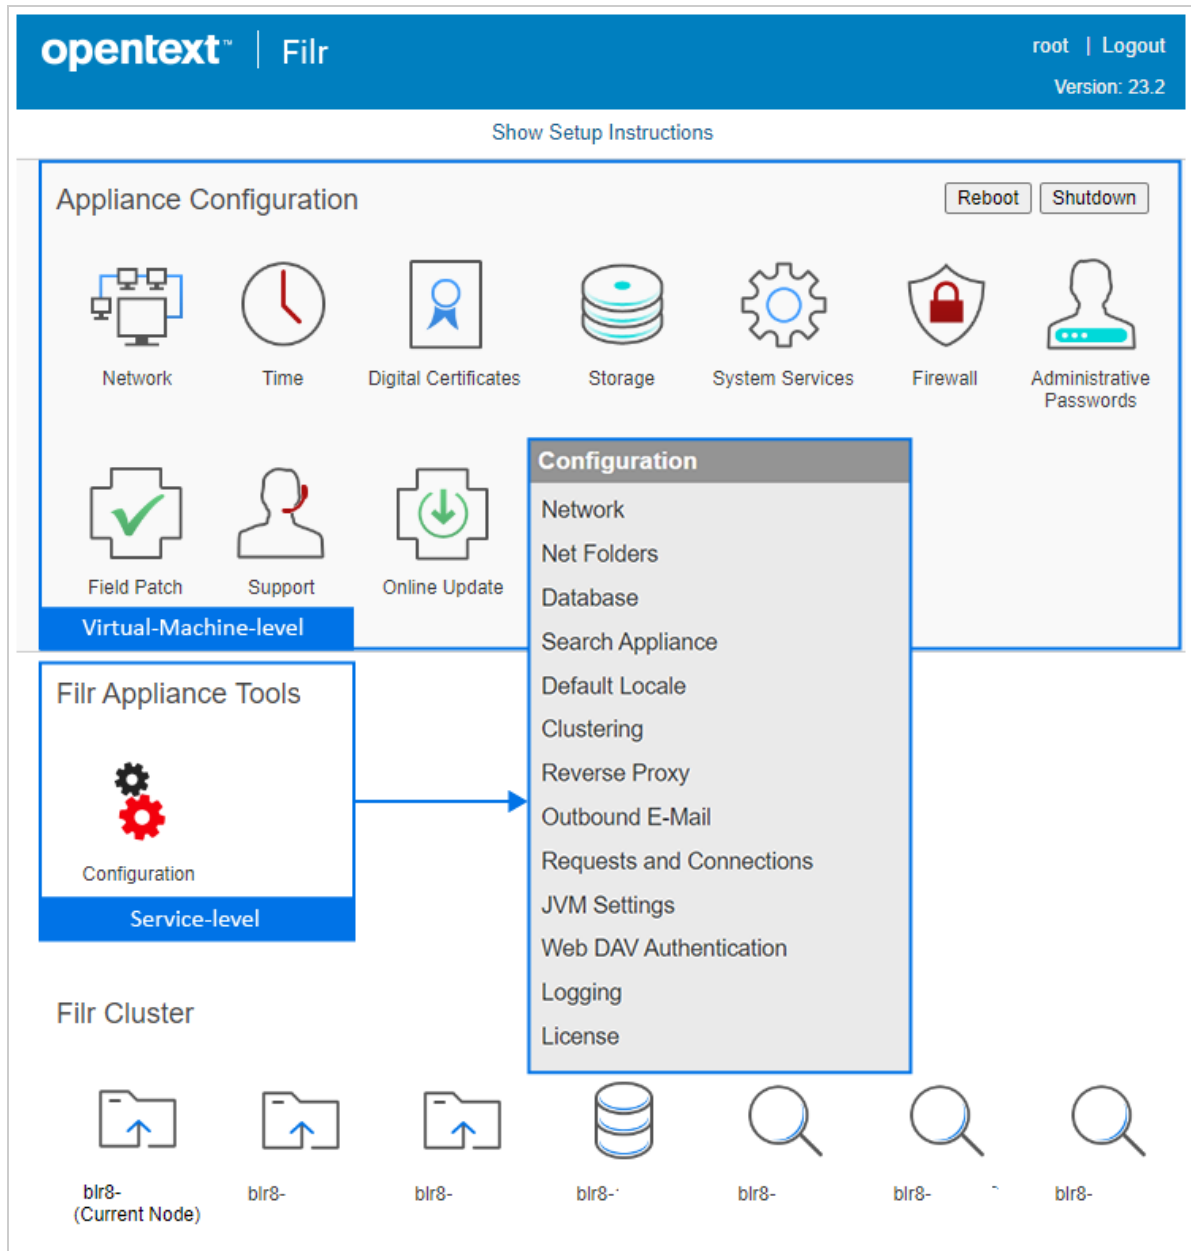 opentext™ | Filr
root | Logout
Version: 23.2
Show Setup Instructions
Appliance Configuration
Reboot
Shutdown
Network
Time
Digital Certificates
Storage
System Services
Firewall
Administrative
Passwords
Field Patch
Support
Online Update
Virtual-Machine-level
Configuration
Network
Net Folders
Database
Search Appliance
Default Locale
Clustering
Reverse Proxy
Outbound E-Mail
Requests and Connections
JVM Settings
Web DAV Authentication
Logging
License
Filr Appliance Tools
Configuration
Service-level
Filr Cluster
blr8-
(Current Node)
blr8-
blr8-
blr8-
blr8-
blr8-
blr8-